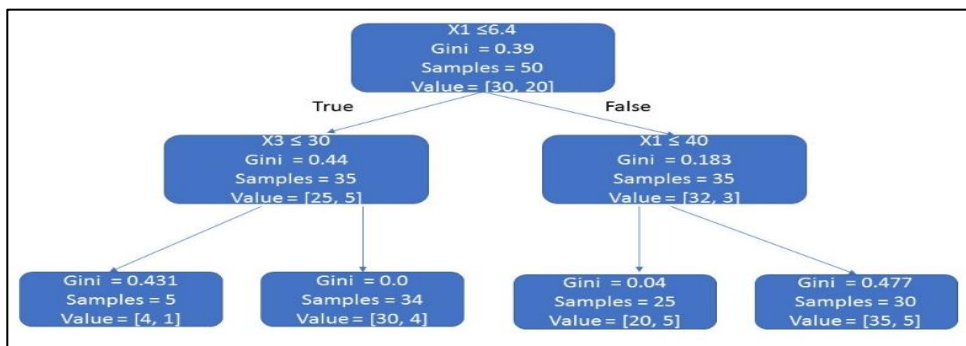 X1 ≤6.4
Gini = 0.39
Samples = 50
Value = [30, 20]
True
False
X3 ≤ 30
Gini = 0.44
Samples = 35
Value = [25, 5]
X1 ≤ 40
Gini = 0.183
Samples = 35
Value = [32, 3]
Gini = 0.431
Samples = 5
Value = [4, 1]
Gini = 0.0
Samples = 34
Value = [30, 4]
Gini = 0.04
Samples = 25
Value = [20, 5]
Gini = 0.477
Samples = 30
Value = [35, 5]